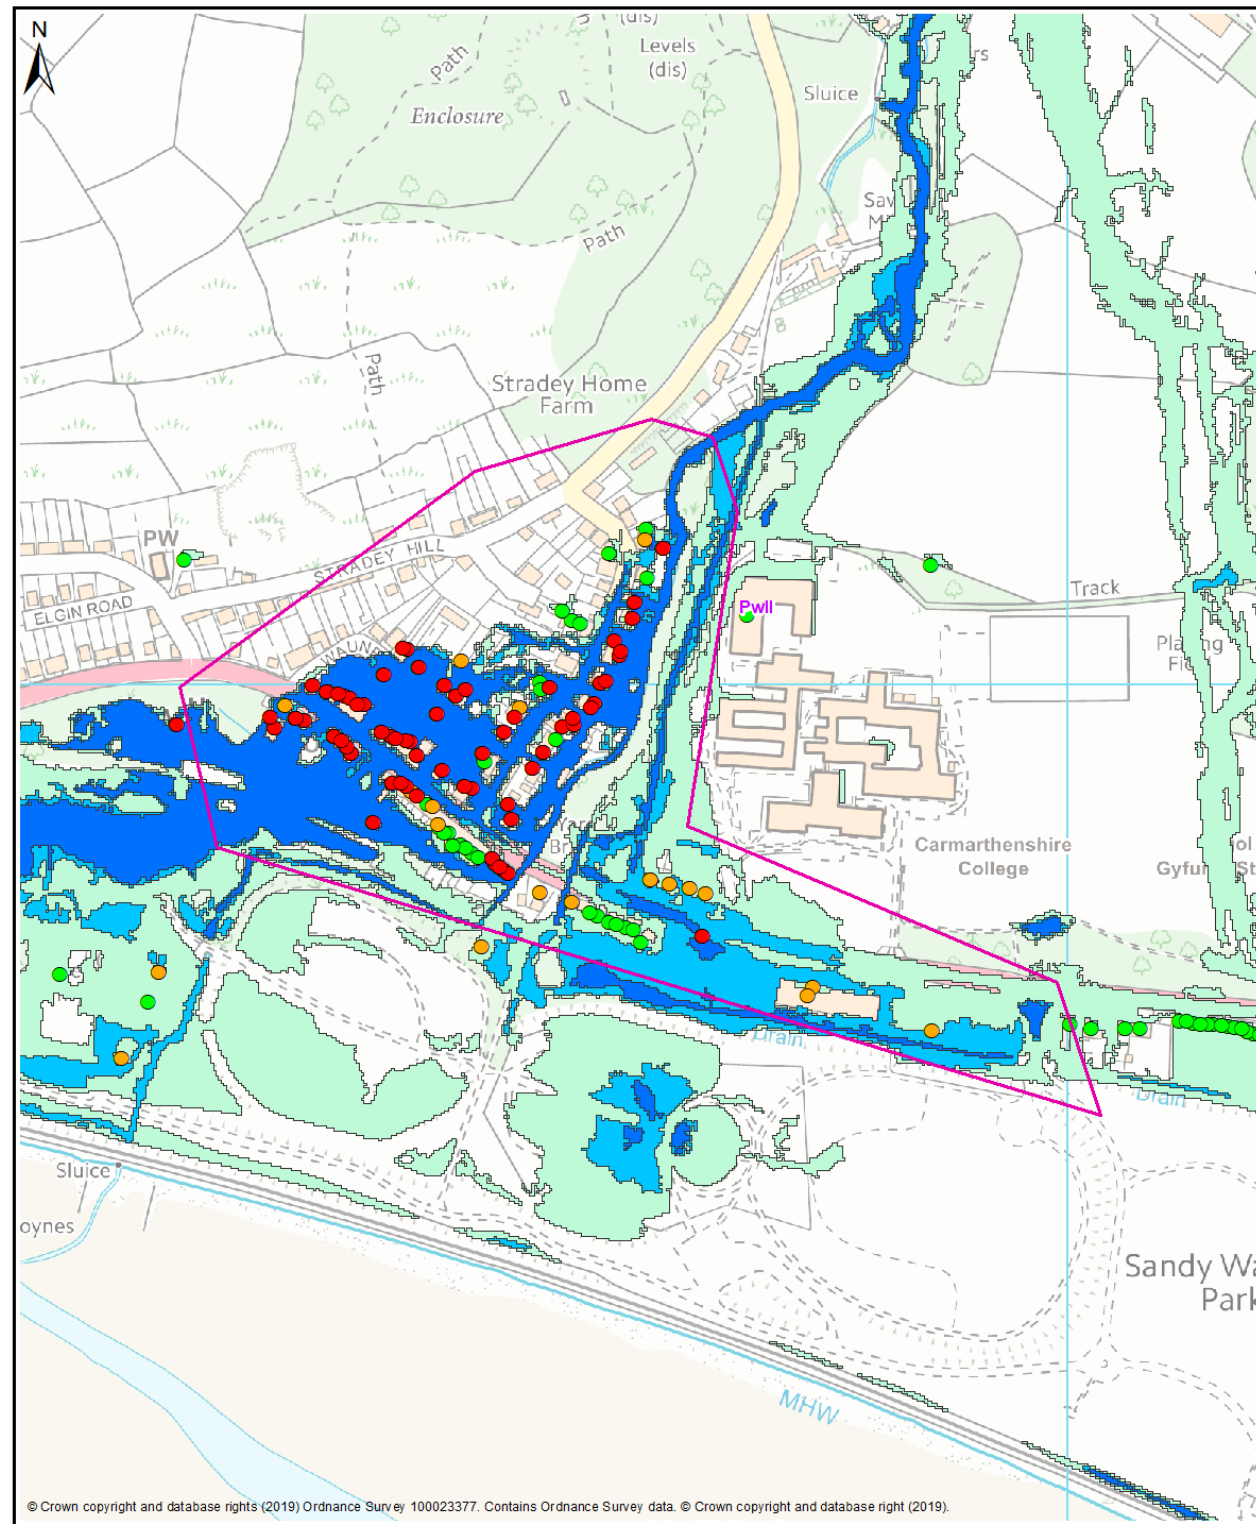 N
(dis)
Levels
(dis)
Path
Sluice
Enclosure
Path
Path
Stradey Home
Farm
PW
STRADEY HILL
ELGIN ROAD
Track
Pwll
Carmarthenshire
College
Drain
Drain
Sluice
Sandy Wa
Park
MHW
© Crown copyright and database rights (2019) Ordnance Survey 100023377. Contains Ordnance Survey data. © Crown copyright and database right (2019).